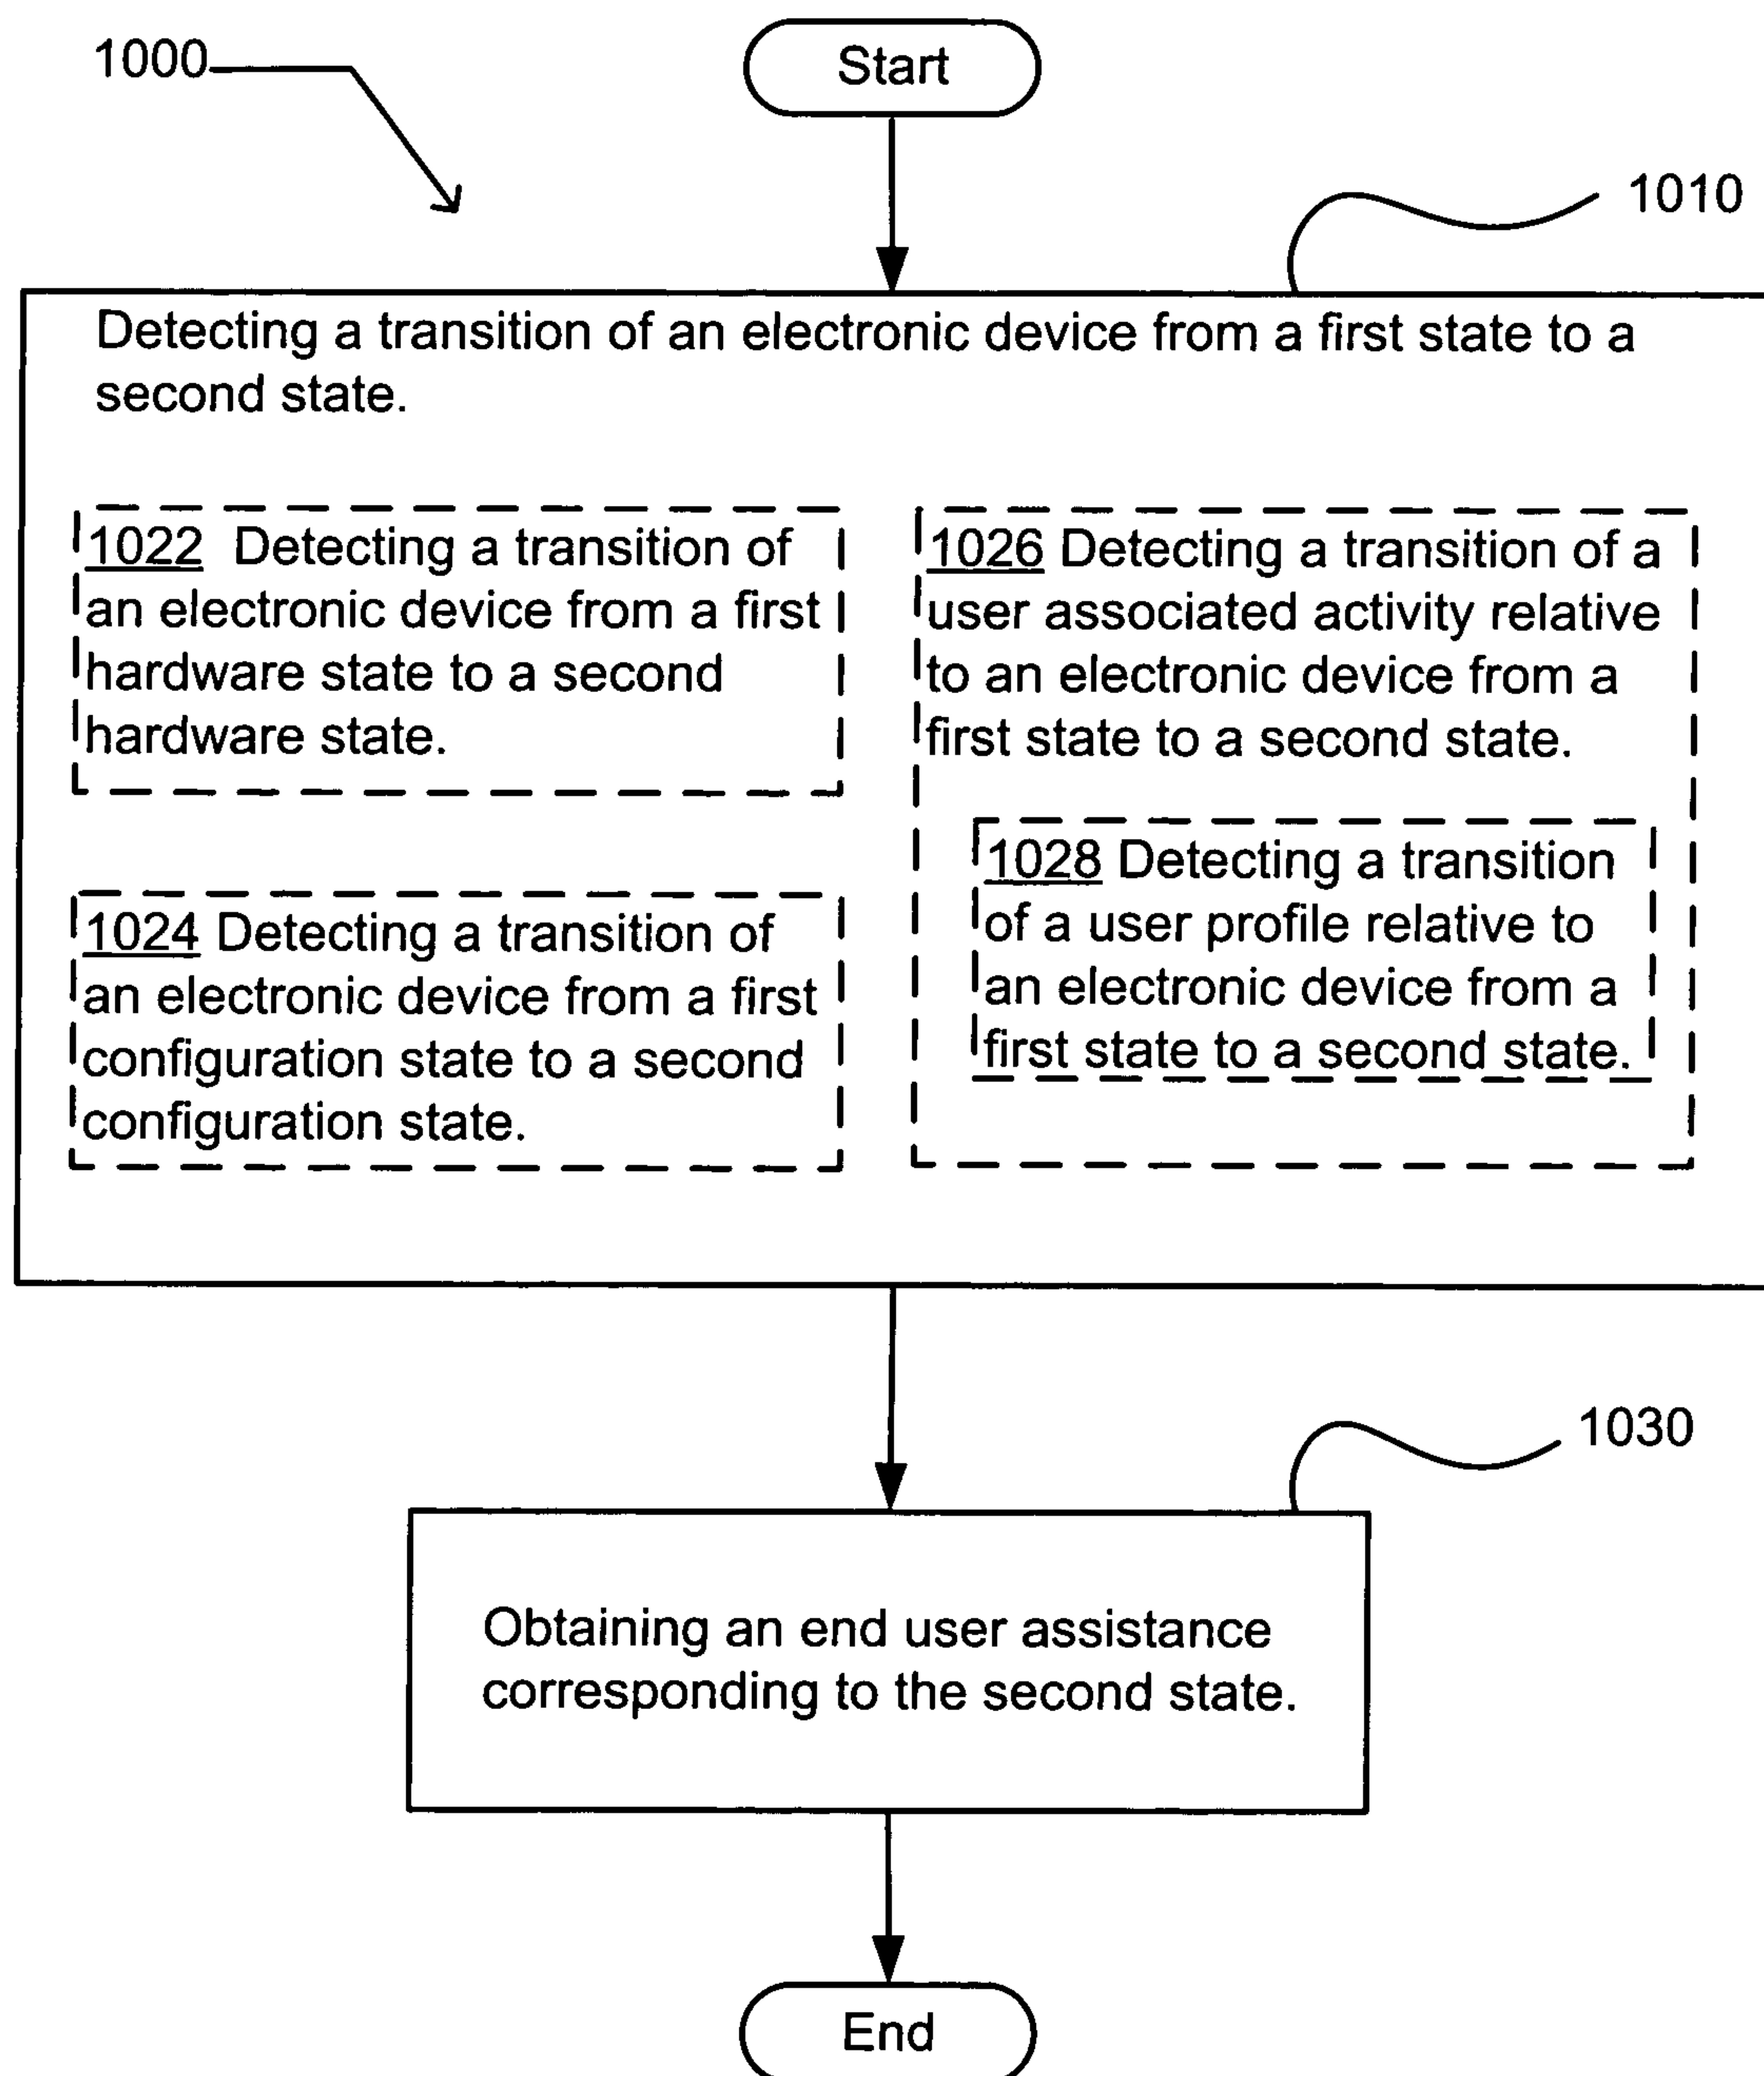 1000
Start
1010
Detecting a transition of an electronic device from a first state to a
second state.
1022 Detecting a transition of
an electronic device from a first
hardware state to a second
hardware state.
1024 Detecting a transition of
an electronic device from a first
configuration state to a second
configuration state.
1026 Detecting a transition of a
user associated activity relative
to an electronic device from a
first state to a second state.
1028 Detecting a transition
of a user profile relative to
an electronic device from a
first state to a second state.
1030
Obtaining an end user assistance
corresponding to the second state.
End